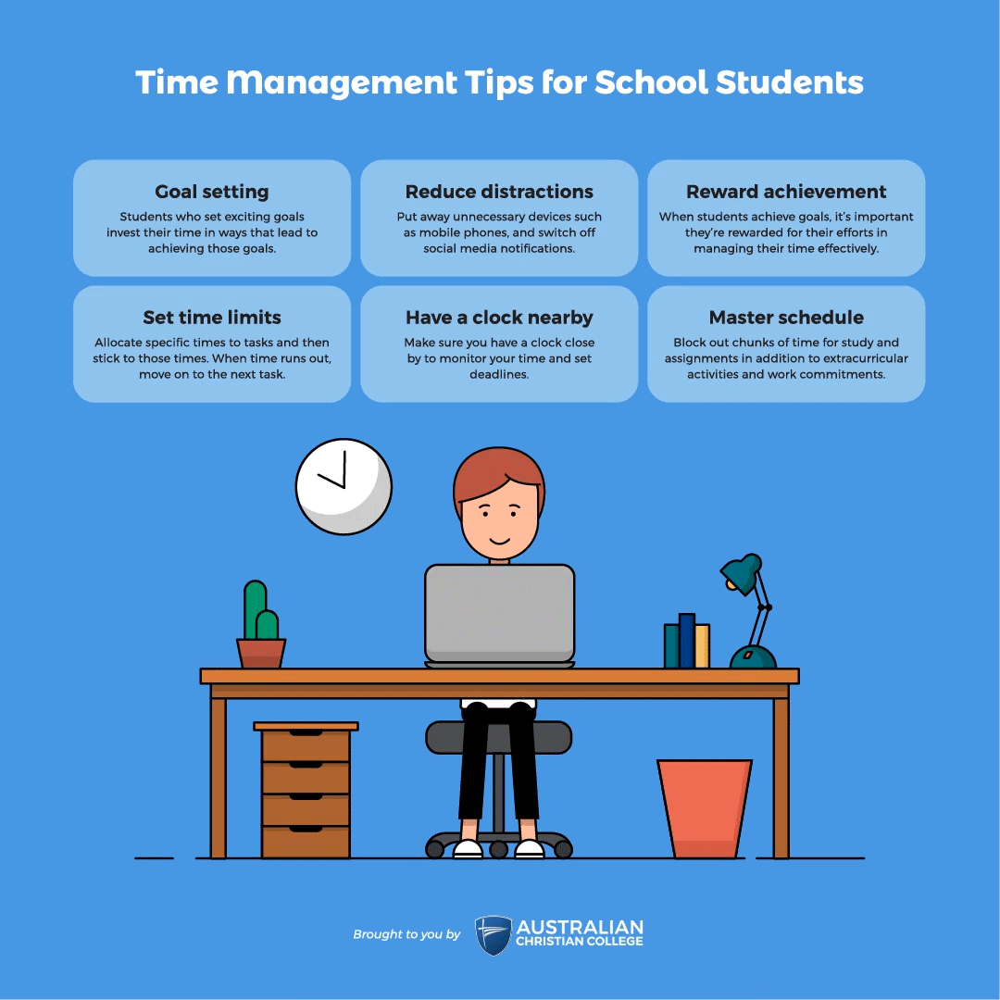 Time Management Tips for School Students
Goal setting
Students who set exciting goals
invest their time in ways that lead to
achieving those goals.
Reduce distractions
Put away unnecessary devices such
as mobile phones, and switch off
social media notifications.
Reward achievement
When students achieve goals, it's important
they're rewarded for their efforts in
managing their time effectively.
Set time limits
Allocate specific times to tasks and then
stick to those times. When time runs out,
move on to the next task.
Have a clock nearby
Make sure you have a clock close
by to monitor your time and set
deadlines.
Master schedule
Block out chunks of time for study and
assignments in addition to extracurricular
activities and work commitments.
Brought to you by
AUSTRALIAN
CHRISTIAN COLLEGE